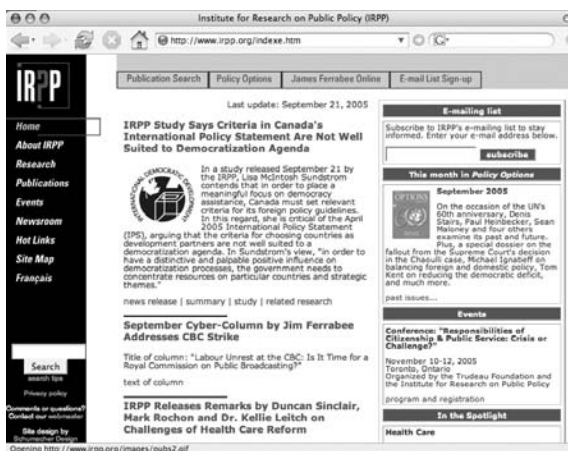 Institute for Research on Public Policy (IRPP)
http://www.irpp.org/indexe.htm
IRPP
Home
About IRPP
Research
Publications
Events
Newsroom
Hot Links
Site Map
Français
Search
search tips
Privacy policy
Comments or questions?
Contact our webmaster
Site design by
Schumacher Design
Publication Search
Policy Options
James Ferrabee Online
E-mail List Sign-up
Last update: September 21, 2005
IRPP Study Says Criteria in Canada's
International Policy Statement Are Not Well
Suited to Democratization Agenda
INTERNATIONAL DEMOCRATIC DEVELOPMENT
In a study released September 21 by
the IRPP, Lisa McIntosh Sundstrom
contends that in order to place a
meaningful focus on democracy
assistance, Canada must set relevant
criteria for its foreign policy guidelines.
In this regard, she is critical of the April
2005 International Policy Statement
(IPS), arguing that the criteria for choosing countries as
development partners are not well suited to a
democratization agenda. In Sundstrom's view, "in order to
have a distinctive and palpable positive influence on
democratization processes, the government needs to
concentrate resources on particular countries and strategic
themes."
news release | summary | study | related research
September Cyber-Column by Jim Ferrabee
Addresses CBC Strike
Title of column: "Labour Unrest at the CBC: Is It Time for a
Royal Commission on Public Broadcasting?"
text of column
IRPP Releases Remarks by Duncan Sinclair,
Mark Rochon and Dr. Kellie Leitch on
Challenges of Health Care Reform
E-mailing list
Subscribe to IRPP's e-mailing list to stay
informed. Enter your e-mail address below.
subscribe
This month in Policy Options
OPTIONS
September 2005
On the occasion of the UN's
60th anniversary, Denis
Stairs, Paul Heinbecker, Sean
Maloney and four others
examine its past and future.
Plus, a special dossier on the
fallout from the Supreme Court's decision
in the Chaoulli case, Michael Ignatieff on
balancing foreign and domestic policy, Tom
Kent on reducing the democratic deficit,
and much more.
past issues...
Events
Conference: "Responsibilities of
Citizenship & Public Service: Crisis or
Challenge?"
November 10-12, 2005
Toronto, Ontario
Organized by the Trudeau Foundation and
the Institute for Research on Public Policy
program and registration
In the Spotlight
Health Care
Opening http://www.irpp.org/images/pubs2.gif